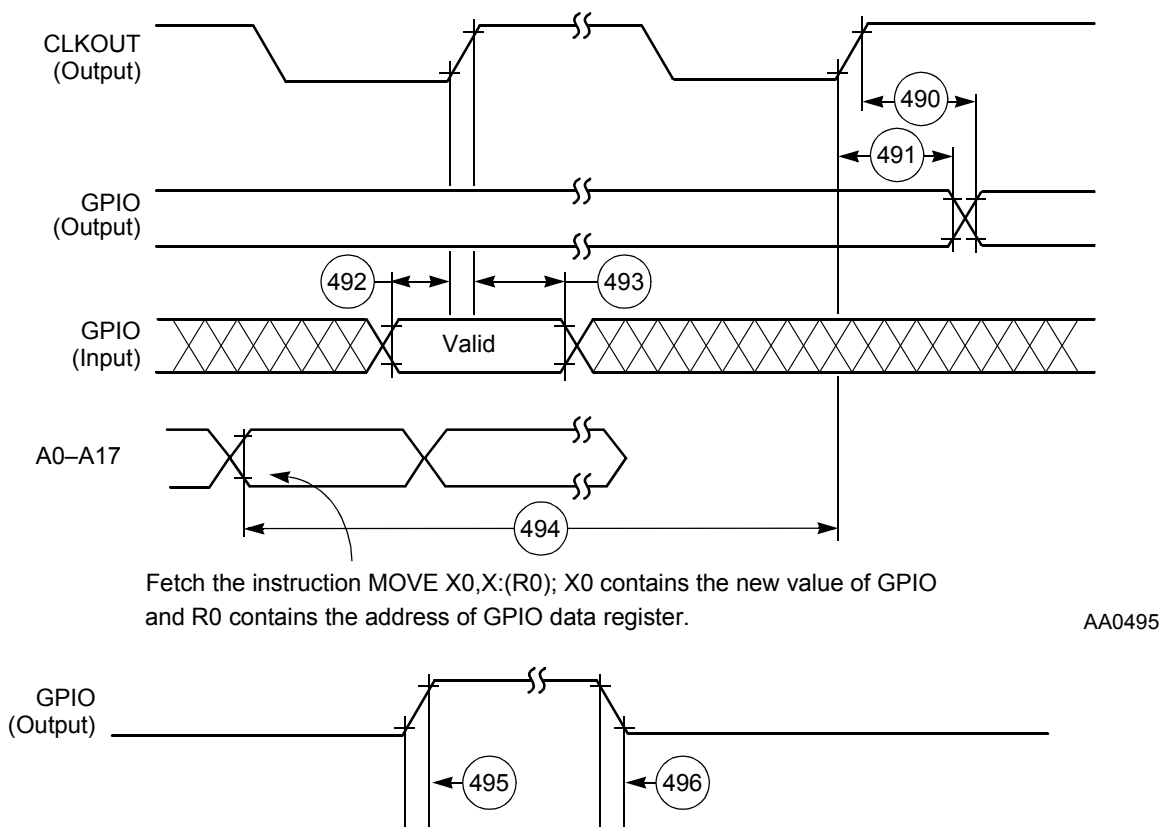 CLKOUT
(Output)
490
491
GPIO
(Output)
492
493
GPIO
(Input)
Valid
A0–A17
494
Fetch the instruction MOVE X0,X:(R0); X0 contains the new value of GPIO
and R0 contains the address of GPIO data register.
AA0495
GPIO
(Output)
495
496